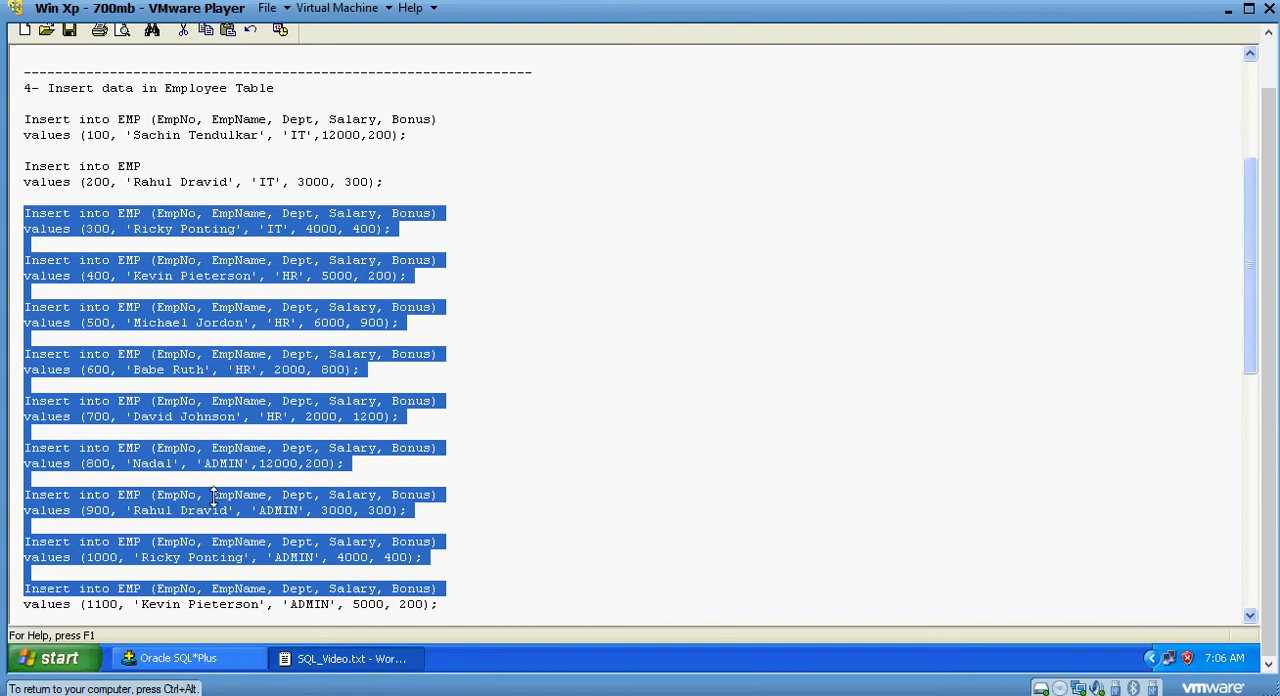 Win Xp - 700mb - VMware Player File Virtual Machine Help
------------------------------------------------------------------
4- Insert data in Employee Table
Insert into EMP (EmpNo, EmpName, Dept, Salary, Bonus)
values (100, 'Sachin Tendulkar', 'IT',12000,200);
Insert into EMP
values (200, 'Rahul Dravid', 'IT', 3000, 300);
Insert into EMP (EmpNo, EmpName, Dept, Salary, Bonus)
values (300, 'Ricky Ponting', 'IT', 4000, 400);
Insert into EMP (EmpNo, EmpName, Dept, Salary, Bonus)
values (400, 'Kevin Pieterson', 'HR', 5000, 200);
Insert into EMP (EmpNo, EmpName, Dept, Salary, Bonus)
values (500, 'Michael Jordon', 'HR', 6000, 900);
Insert into EMP (EmpNo, EmpName, Dept, Salary, Bonus)
values (600, 'Babe Ruth', 'HR', 2000, 800);
Insert into EMP (EmpNo, EmpName, Dept, Salary, Bonus)
values (700, 'David Johnson', 'HR', 2000, 1200);
Insert into EMP (EmpNo, EmpName, Dept, Salary, Bonus)
values (800, 'Nadal', 'ADMIN',12000,200);
Insert into EMP (EmpNo, EmpName, Dept, Salary, Bonus)
values (900, 'Rahul Dravid', 'ADMIN', 3000, 300);
Insert into EMP (EmpNo, EmpName, Dept, Salary, Bonus)
values (1000, 'Ricky Ponting', 'ADMIN', 4000, 400);
Insert into EMP (EmpNo, EmpName, Dept, Salary, Bonus)
values (1100, 'Kevin Pieterson', 'ADMIN', 5000, 200);
For Help, press F1
start Oracle SQL*Plus SQL_Video.txt - Wor... 7:06 AM
To return to your computer, press Ctrl+Alt. vmware